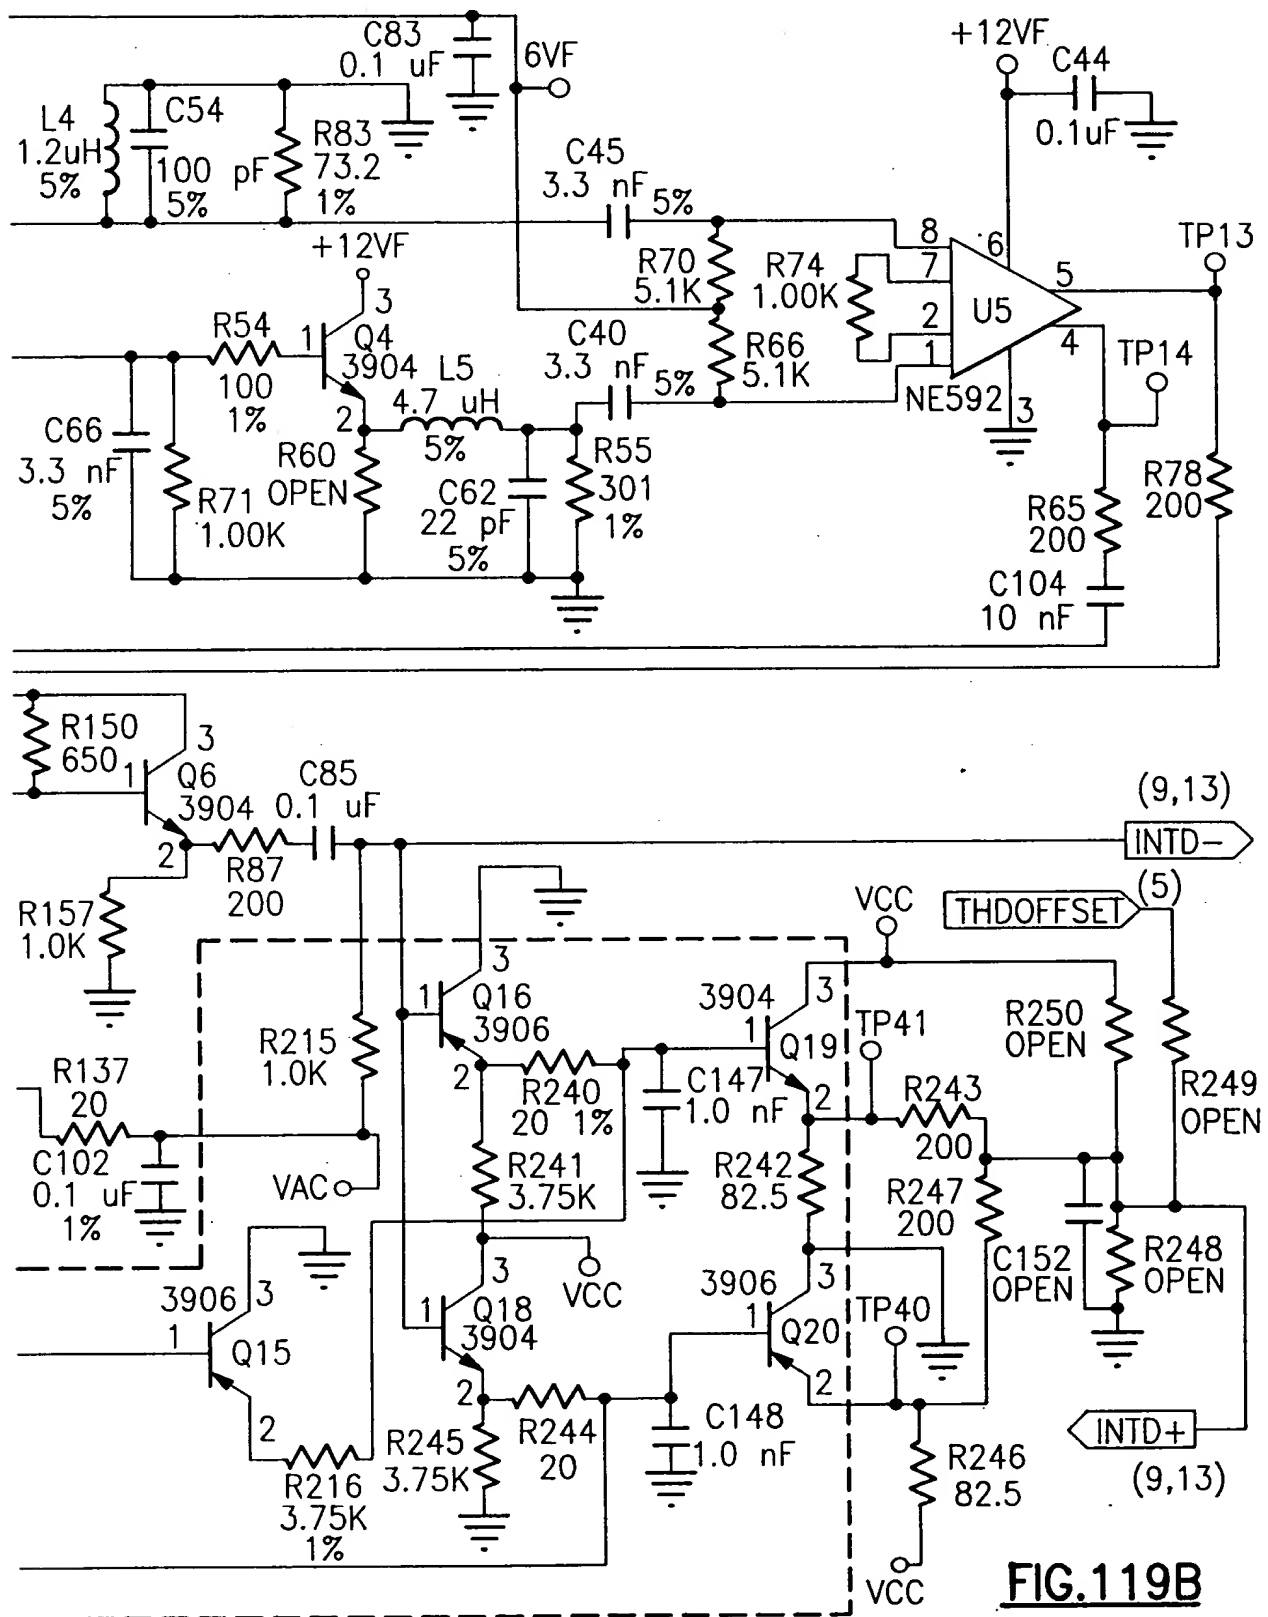 C83
0.1 uF
6VF
+12VF
C44
0.1uF
L4
1.2uH
5%
C54
100 pF
5%
R83
73.2
1%
C45
3.3 nF
5%
+12VF
3
R70
5.1K
R74
1.00K
8
7
6
5
U5
2
1
4
NE592
3
TP13
TP14
R54
100
1%
1
Q4
3904
2
L5
4.7 uH
5%
C40
3.3 nF
5%
R66
5.1K
C66
3.3 nF
5%
R71
1.00K
R60
OPEN
C62
22 pF
5%
R55
301
1%
R65
200
R78
200
C104
10 nF
R150
650
1
3
Q6
3904
2
C85
0.1 uF
R87
200
(9,13)
INTD-
R157
1.0K
VCC
THDOFFSET
(5)
3
1
Q16
3906
2
3904
3
1
Q19
2
TP41
R250
OPEN
R249
OPEN
R215
1.0K
R240
20 1%
C147
1.0 nF
R243
200
R137
20
C102
0.1 uF
1%
VAC
R241
3.75K
R242
82.5
R247
200
C152
OPEN
R248
OPEN
VCC
3906
3
1
Q15
2
3
1
Q18
3904
2
3906
3
1
Q20
2
TP40
R216
3.75K
1%
R245
3.75K
R244
20
C148
1.0 nF
R246
82.5
VCC
INTD+
(9,13)
FIG.119B